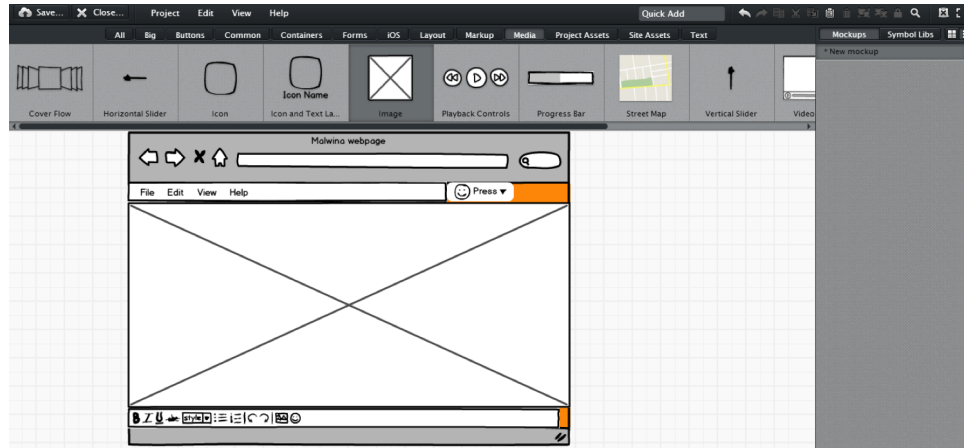 Save... Close... Project Edit View Help Quick Add
All Big Buttons Common Containers Forms iOS Layout Markup Media Project Assets Site Assets Text Mockups Symbol Libs
* New mockup
Icon Name
Cover Flow Horizontal Slider Icon Icon and Text La... Image Playback Controls Progress Bar Street Map Vertical Slider Video
Malwina webpage
File Edit View Help Press
B I U abc style